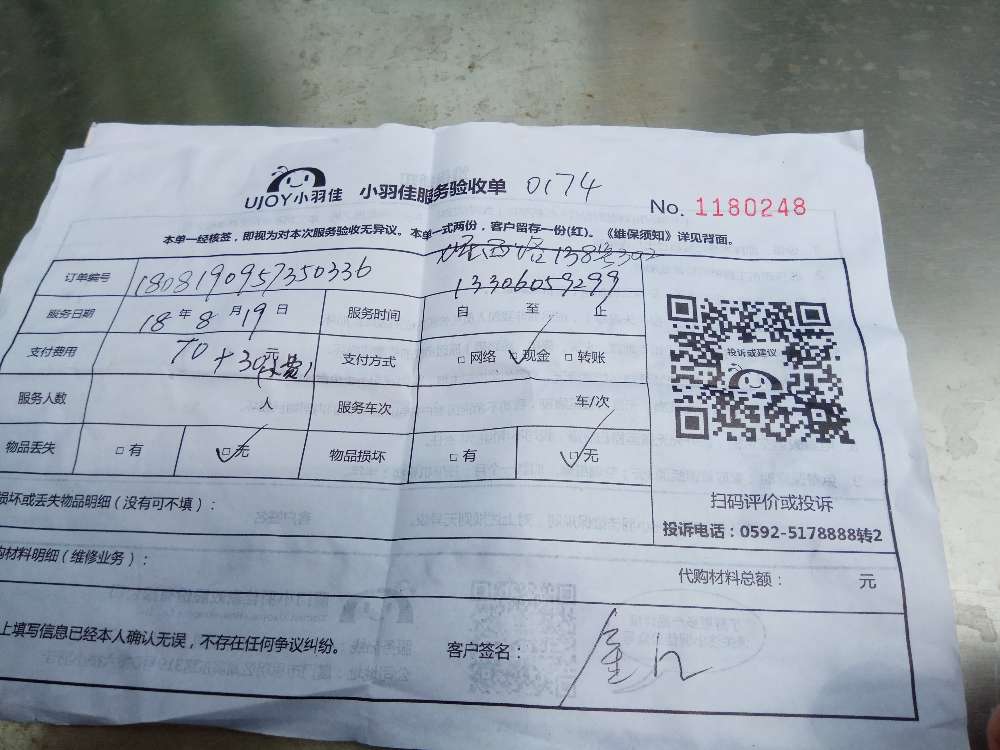 UJOY小羽佳 小羽佳服务验收单 0174
No. 1180248
本单一经核签，即视为对本次服务验收无异议。本单一式两份，客户留存一份(红)。《维保须知》详见背面。
138号302
订单编号 1808190957350336 13306059299
服务日期 18年8月19日 服务时间 自 至 止
支付费用 70+30 支付方式 □网络 □现金 □转账
投诉或建议
服务人数 人 服务车次 车/次
物品丢失 □有 □无 物品损坏 □有 □无
损坏或丢失物品明细（没有可不填）：
扫码评价或投诉
投诉电话：0592-5178888转2
购材料明细（维修业务）：
代购材料总额： 元
上填写信息已经本人确认无误，不存在任何争议纠纷。 客户签名：